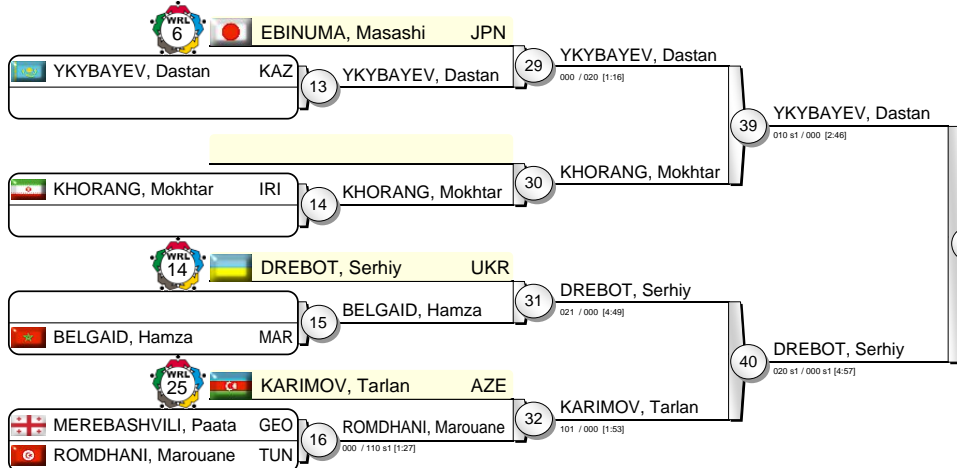 WRL
6
EBINUMA, Masashi JPN
YKYBAYEV, Dastan KAZ
13
YKYBAYEV, Dastan
29
YKYBAYEV, Dastan
000 / 020 [1:16]
39
YKYBAYEV, Dastan
010 s1 / 000 [2:46]
KHORANG, Mokhtar IRI
14
KHORANG, Mokhtar
30
KHORANG, Mokhtar
WRL
14
DREBOT, Serhiy UKR
BELGAID, Hamza MAR
15
BELGAID, Hamza
31
DREBOT, Serhiy
021 / 000 [4:49]
40
DREBOT, Serhiy
020 s1 / 000 s1 [4:57]
WRL
25
KARIMOV, Tarlan AZE
MEREBASHVILI, Paata GEO
ROMDHANI, Marouane TUN
16
ROMDHANI, Marouane
000 / 110 s1 [1:27]
32
KARIMOV, Tarlan
101 / 000 [1:53]